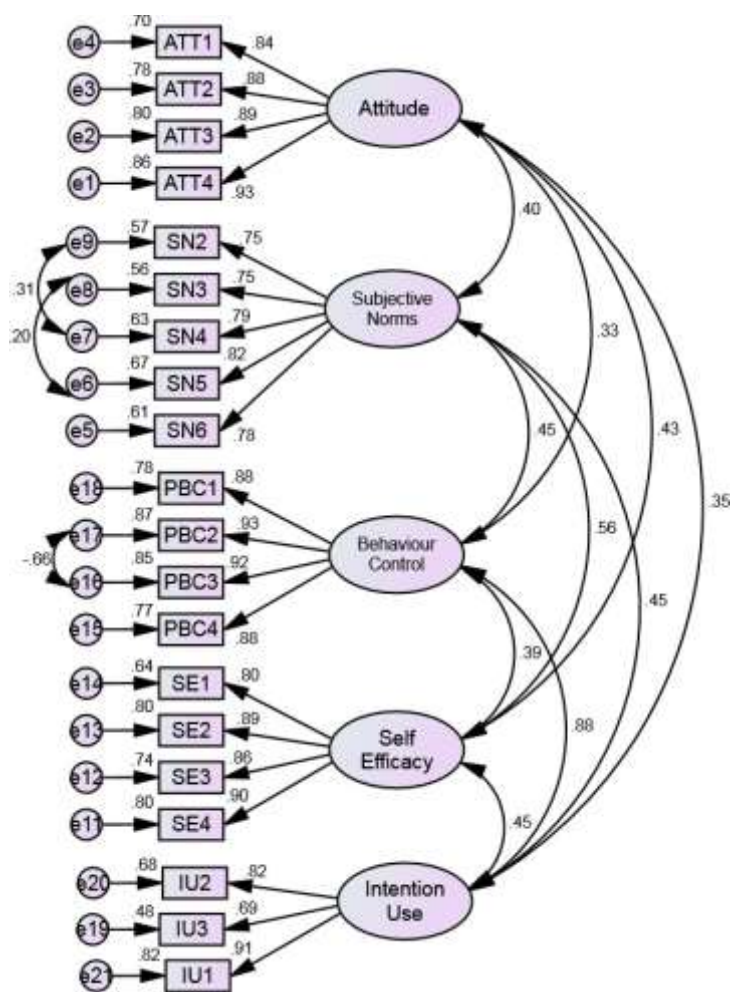 .70
e4 ATT1 .84
.78
e3 ATT2 .88
.80
e2 ATT3 .89
.86
e1 ATT4 .93
Attitude
.40
.57
e9 SN2 .75
.56
e8 SN3 .75
.31
.63
e7 SN4 .79
.20
.67
e6 SN5 .82
.61
e5 SN6 .78
Subjective
Norms
.33
.45
.43
.35
.78
e18 PBC1 .88
.87
e17 PBC2 .93
-.66
.85
e16 PBC3 .92
.77
e15 PBC4 .88
Behaviour
Control
.56
.45
.39
.64
e14 SE1 .80
.80
e13 SE2 .89
.74
e12 SE3 .86
.80
e11 SE4 .90
Self
Efficacy
.88
.45
.68
e20 IU2 .82
.48
e19 IU3 .69
.82
e21 IU1 .91
Intention
Use